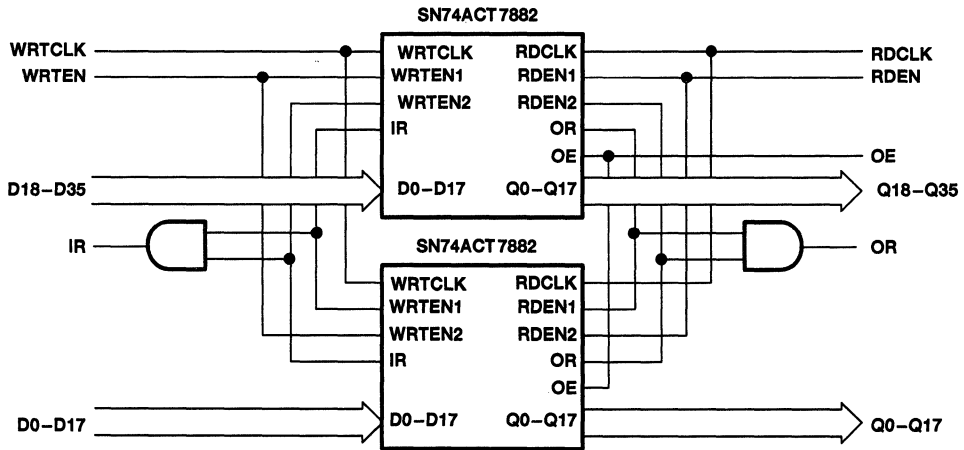 SN74ACT7882
WRTCLK
WRTEN
WRTCLK
WRTEN1
WRTEN2
IR
D0–D17
RDCLK
RDEN1
RDEN2
OR
OE
Q0–Q17
RDCLK
RDEN
OE
D18–D35
Q18–Q35
IR
OR
SN74ACT7882
WRTCLK
WRTEN1
WRTEN2
IR
D0–D17
RDCLK
RDEN1
RDEN2
OR
OE
Q0–Q17
D0–D17
Q0–Q17